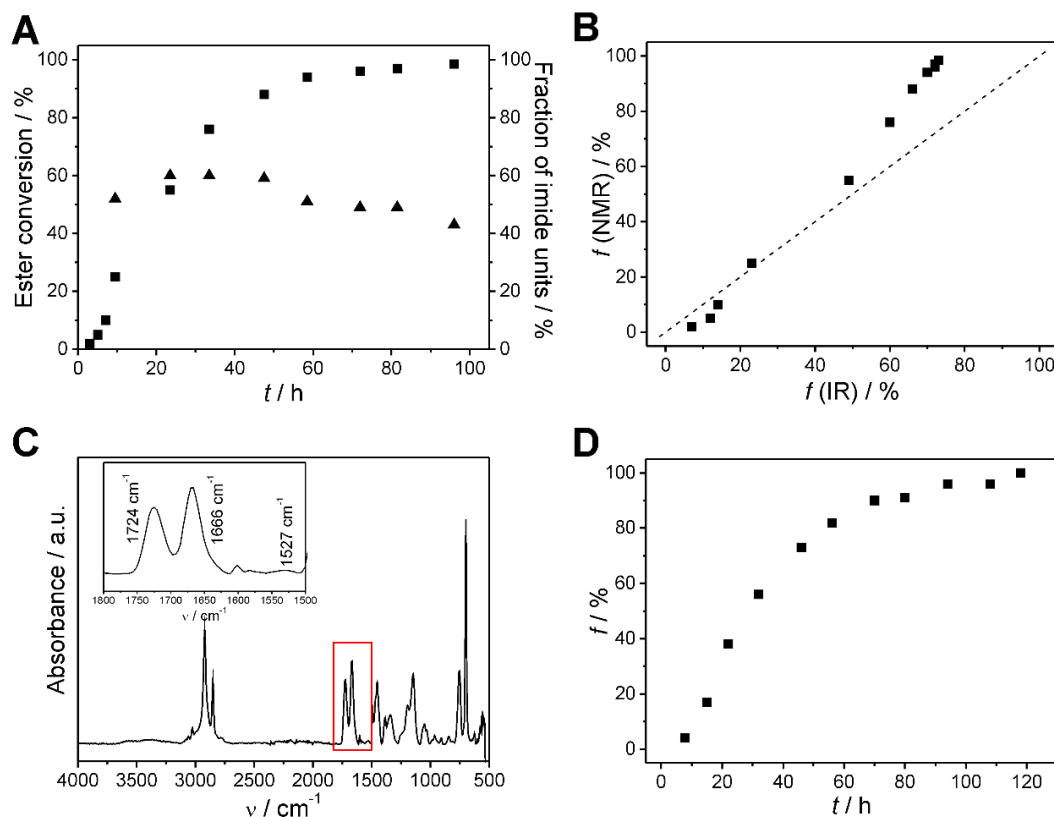 A
Ester conversion / %
100
80
60
40
20
0
0 20 40 60 80 100
t / h
100
80
60
40
20
0
Fraction of imide units / %
B
f (NMR) / %
100
80
60
40
20
0
0 20 40 60 80 100
f (IR) / %
C
Absorbance / a.u.
1724 cm-1
1666 cm-1
1527 cm-1
1800 1750 1700 1650 1600 1550 1500
ν / cm-1
4000 3500 3000 2500 2000 1500 1000 500
ν / cm-1
D
f / %
100
80
60
40
20
0
0 20 40 60 80 100 120
t / h